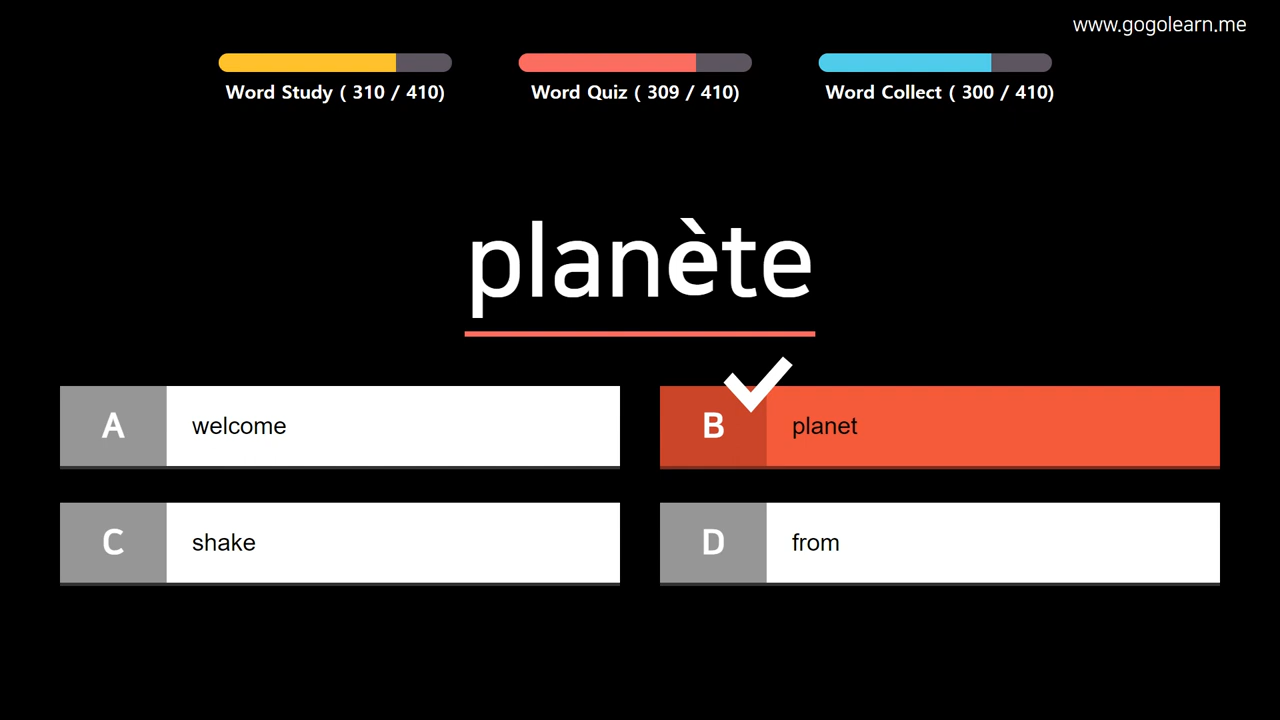 www.gogolearn.me
Word Study ( 310 / 410)
Word Quiz ( 309 / 410)
Word Collect ( 300 / 410)
planète
A welcome
B planet
C shake
D from